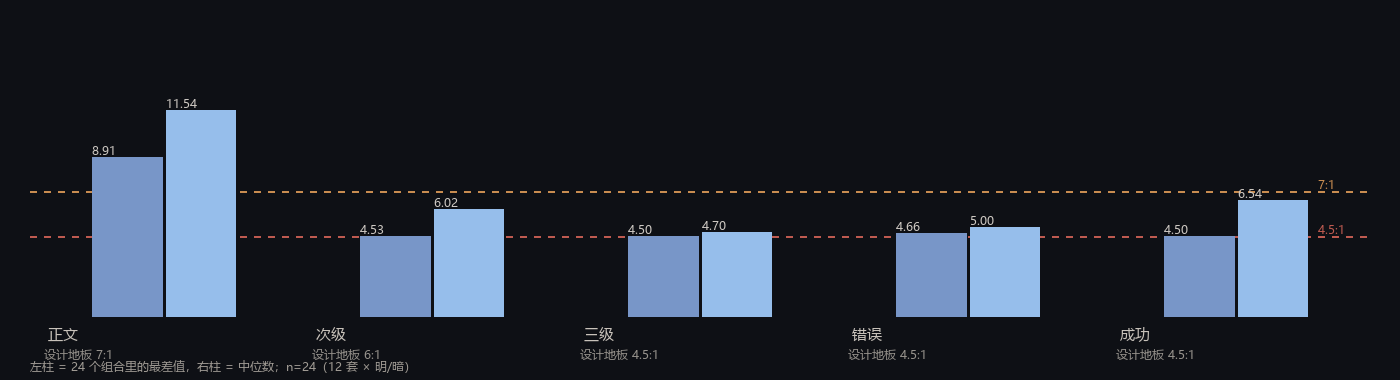 11.54
8.91
7:1
6.54
6.02
4.53
4.50
4.70
4.66
5.00
4.50
4.5:1
正文
次级
三级
错误
成功
设计地板 7:1
设计地板 6:1
设计地板 4.5:1
设计地板 4.5:1
设计地板 4.5:1
左柱 = 24 个组合里的最差值，右柱 = 中位数；n=24（12 套 × 明/暗）